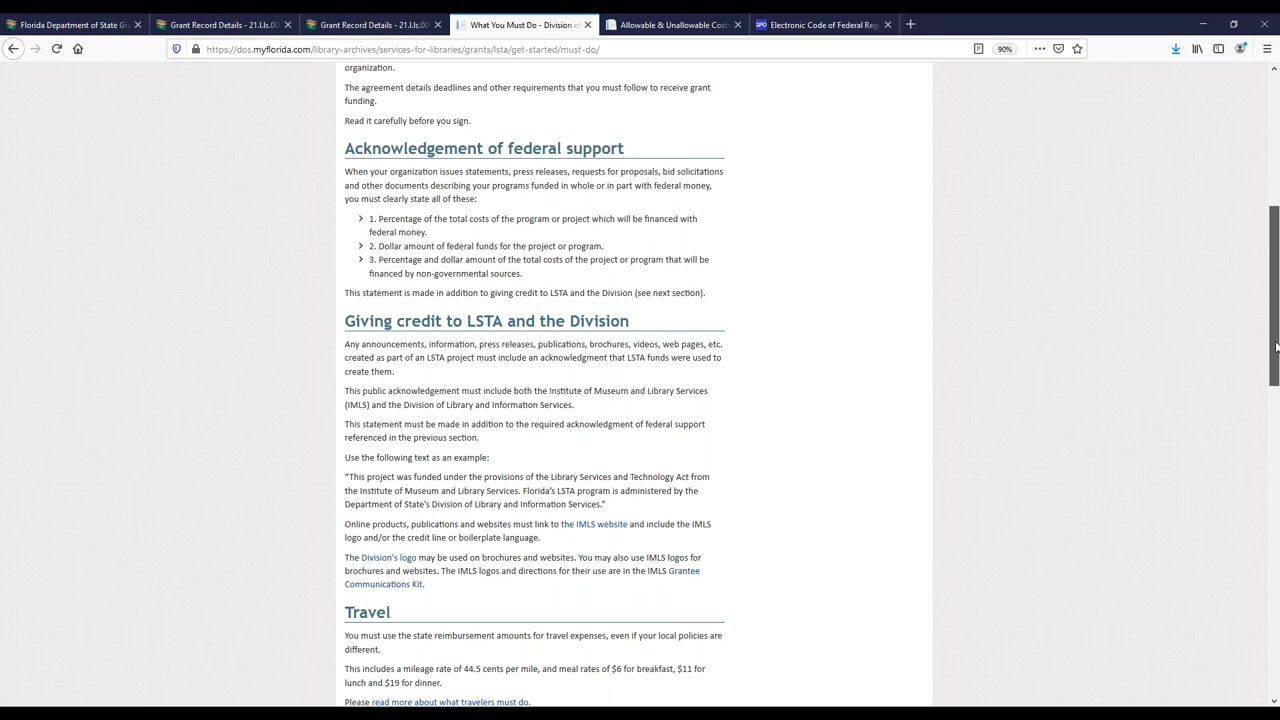 Florida Department of State Gr
Grant Record Details - 21.I.ls.00
Grant Record Details - 21.I.ls.00
What You Must Do - Division o
Allowable & Unallowable Costs
Electronic Code of Federal Reg
https://dos.myflorida.com/library-archives/services-for-libraries/grants/lsta/get-started/must-do/
90%
organization.
The agreement details deadlines and other requirements that you must follow to receive grant
funding.
Read it carefully before you sign.
Acknowledgement of federal support
When your organization issues statements, press releases, requests for proposals, bid solicitations
and other documents describing your programs funded in whole or in part with federal money,
you must clearly state all of these:
1. Percentage of the total costs of the program or project which will be financed with
federal money.
2. Dollar amount of federal funds for the project or program.
3. Percentage and dollar amount of the total costs of the project or program that will be
financed by non-governmental sources.
This statement is made in addition to giving credit to LSTA and the Division (see next section).
Giving credit to LSTA and the Division
Any announcements, information, press releases, publications, brochures, videos, web pages, etc.
created as part of an LSTA project must include an acknowledgment that LSTA funds were used to
create them.
This public acknowledgement must include both the Institute of Museum and Library Services
(IMLS) and the Division of Library and Information Services.
This statement must be made in addition to the required acknowledgment of federal support
referenced in the previous section.
Use the following text as an example:
“This project was funded under the provisions of the Library Services and Technology Act from
the Institute of Museum and Library Services. Florida’s LSTA program is administered by the
Department of State’s Division of Library and Information Services.”
Online products, publications and websites must link to the IMLS website and include the IMLS
logo and/or the credit line or boilerplate language.
The Division's logo may be used on brochures and websites. You may also use IMLS logos for
brochures and websites. The IMLS logos and directions for their use are in the IMLS Grantee
Communications Kit.
Travel
You must use the state reimbursement amounts for travel expenses, even if your local policies are
different.
This includes a mileage rate of 44.5 cents per mile, and meal rates of $6 for breakfast, $11 for
lunch and $19 for dinner.
Please read more about what travelers must do.